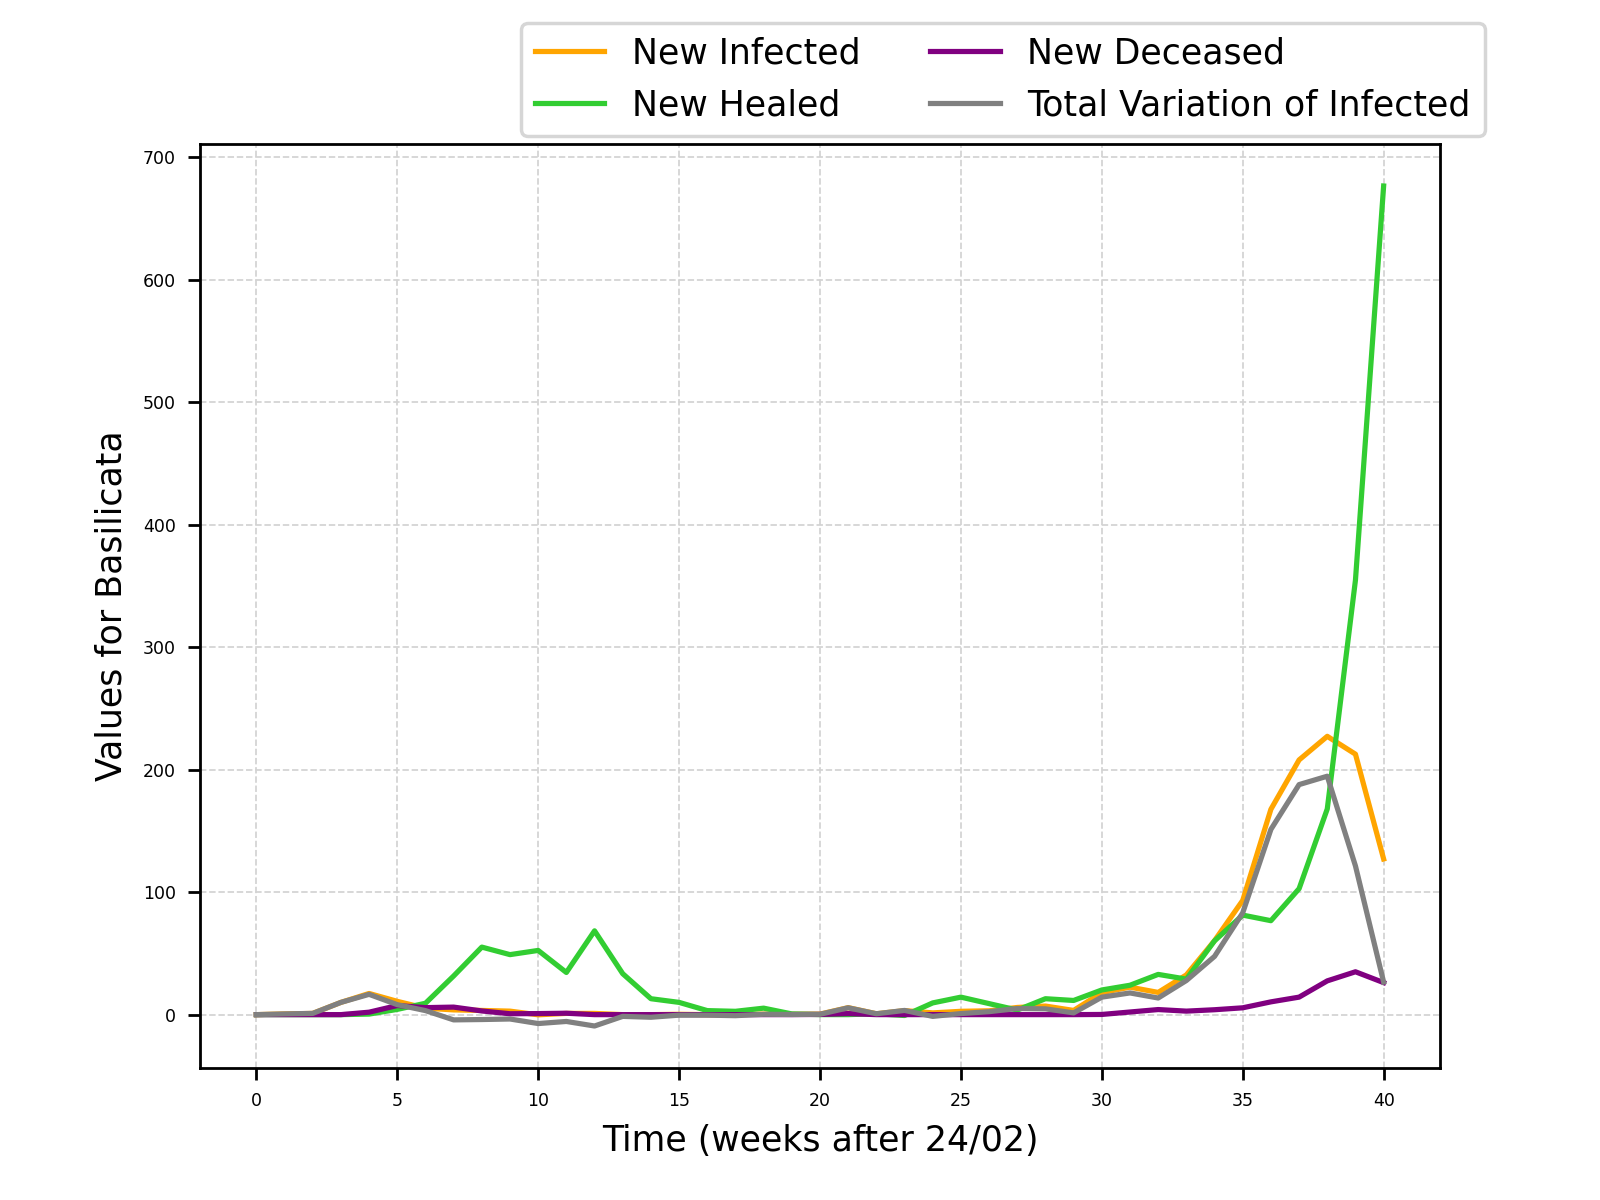 New Infected
New Healed
New Deceased
Total Variation of Infected
Values for Basilicata
700
600
500
400
300
200
100
0
0 5 10 15 20 25 30 35 40
Time (weeks after 24/02)